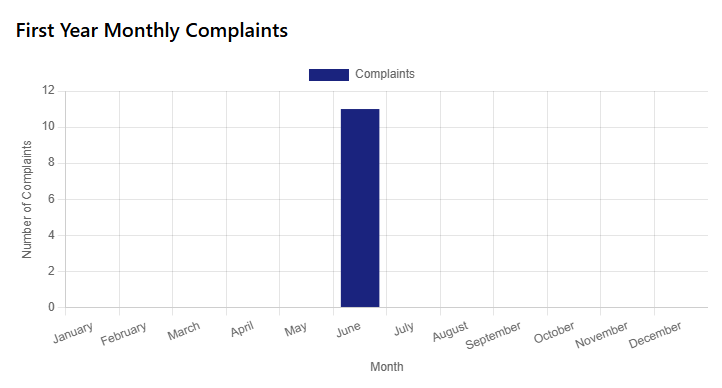 First Year Monthly Complaints
Complaints
Number of Complaints
12
10
8
6
4
2
0
January February March April May June July August September October November December
Month